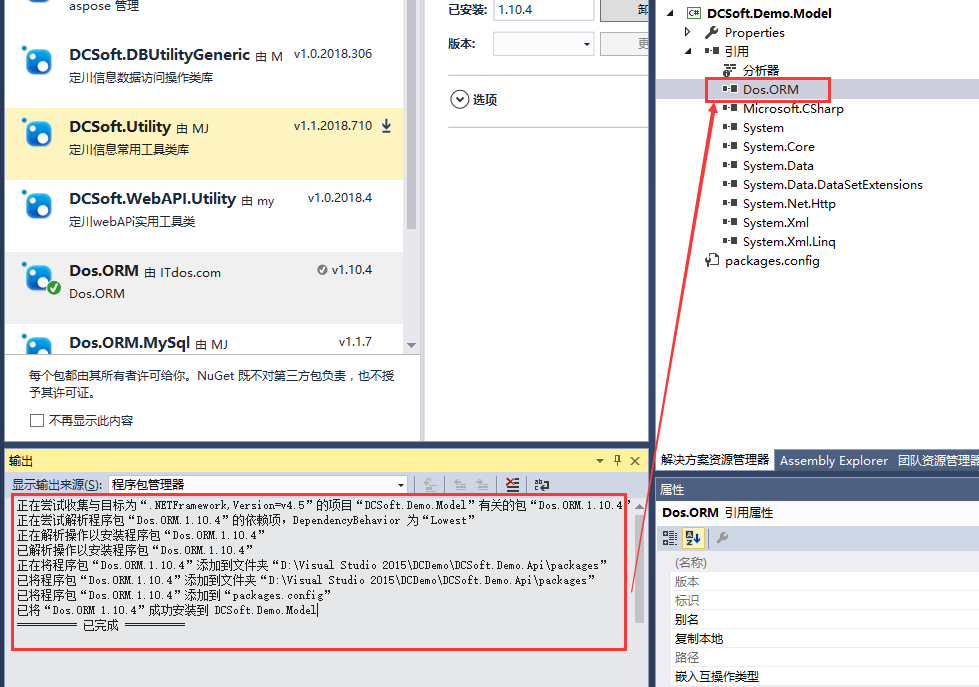 aspose 管理
DCSoft.DBUtilityGeneric 由 M v1.0.2018.306
定川信息数据访问操作类库
DCSoft.Utility 由 MJ v1.1.2018.710
定川信息常用工具类库
DCSoft.WebAPI.Utility 由 my v1.0.2018.4
定川webAPi实用工具类
Dos.ORM 由 ITdos.com v1.10.4
Dos.ORM
Dos.ORM.MySql 由 MJ v1.1.7
每个包都由其所有者许可给你。NuGet 既不对第三方包负责，也不授
予其许可证。
不再显示此内容
已安装: 1.10.4 卸
版本: 更
选项
DCSoft.Demo.Model
Properties
引用
分析器
Dos.ORM
Microsoft.CSharp
System
System.Core
System.Data
System.Data.DataSetExtensions
System.Net.Http
System.Xml
System.Xml.Linq
packages.config
输出
显示输出来源(S): 程序包管理器
正在尝试收集与目标为“.NETFramework,Version=v4.5”的项目“DCSoft.Demo.Model”有关的包“Dos.ORM.1.10.4”
正在尝试解析程序包“Dos.ORM.1.10.4”的依赖项，DependencyBehavior 为“Lowest”
正在解析操作以安装程序包“Dos.ORM.1.10.4”
已解析操作以安装程序包“Dos.ORM.1.10.4”
正在将程序包“Dos.ORM.1.10.4”添加到文件夹“D:\Visual Studio 2015\DCDemo\DCSoft.Demo.Api\packages”
已将程序包“Dos.ORM.1.10.4”添加到文件夹“D:\Visual Studio 2015\DCDemo\DCSoft.Demo.Api\packages”
已将程序包“Dos.ORM.1.10.4”添加到“packages.config”
已将“Dos.ORM 1.10.4”成功安装到 DCSoft.Demo.Model
========== 已完成 ==========
解决方案资源管理器 Assembly Explorer 团队资源管理器
属性
Dos.ORM 引用属性
(名称)
版本
标识
别名
复制本地
路径
嵌入互操作类型